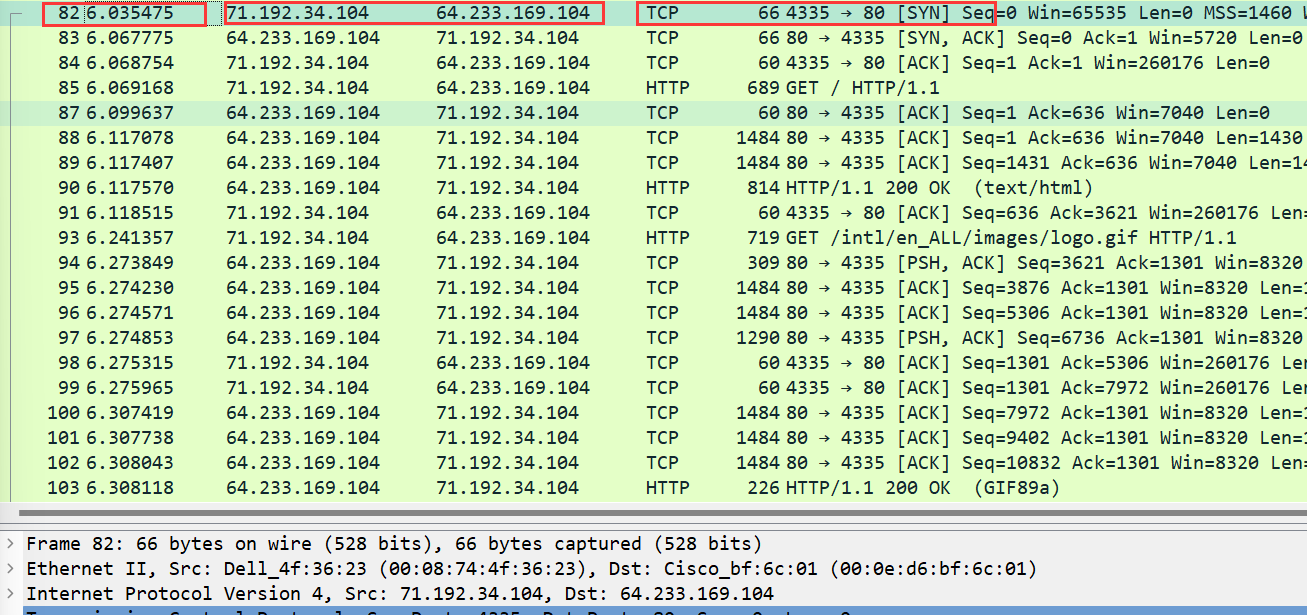 82 6.035475 71.192.34.104 64.233.169.104 TCP 66 4335 → 80 [SYN] Seq=0 Win=65535 Len=0 MSS=1460
83 6.067775 64.233.169.104 71.192.34.104 TCP 66 80 → 4335 [SYN, ACK] Seq=0 Ack=1 Win=5720 Len=0
84 6.068754 71.192.34.104 64.233.169.104 TCP 60 4335 → 80 [ACK] Seq=1 Ack=1 Win=260176 Len=0
85 6.069168 71.192.34.104 64.233.169.104 HTTP 689 GET / HTTP/1.1
87 6.099637 64.233.169.104 71.192.34.104 TCP 60 80 → 4335 [ACK] Seq=1 Ack=636 Win=7040 Len=0
88 6.117078 64.233.169.104 71.192.34.104 TCP 1484 80 → 4335 [ACK] Seq=1 Ack=636 Win=7040 Len=1430
89 6.117407 64.233.169.104 71.192.34.104 TCP 1484 80 → 4335 [ACK] Seq=1431 Ack=636 Win=7040 Len=14
90 6.117570 64.233.169.104 71.192.34.104 HTTP 814 HTTP/1.1 200 OK (text/html)
91 6.118515 71.192.34.104 64.233.169.104 TCP 60 4335 → 80 [ACK] Seq=636 Ack=3621 Win=260176 Len=
93 6.241357 71.192.34.104 64.233.169.104 HTTP 719 GET /intl/en_ALL/images/logo.gif HTTP/1.1
94 6.273849 64.233.169.104 71.192.34.104 TCP 309 80 → 4335 [PSH, ACK] Seq=3621 Ack=1301 Win=8320
95 6.274230 64.233.169.104 71.192.34.104 TCP 1484 80 → 4335 [ACK] Seq=3876 Ack=1301 Win=8320 Len=
96 6.274571 64.233.169.104 71.192.34.104 TCP 1484 80 → 4335 [ACK] Seq=5306 Ack=1301 Win=8320 Len=
97 6.274853 64.233.169.104 71.192.34.104 TCP 1290 80 → 4335 [PSH, ACK] Seq=6736 Ack=1301 Win=8320
98 6.275315 71.192.34.104 64.233.169.104 TCP 60 4335 → 80 [ACK] Seq=1301 Ack=5306 Win=260176 Le
99 6.275965 71.192.34.104 64.233.169.104 TCP 60 4335 → 80 [ACK] Seq=1301 Ack=7972 Win=260176 Le
100 6.307419 64.233.169.104 71.192.34.104 TCP 1484 80 → 4335 [ACK] Seq=7972 Ack=1301 Win=8320 Len=
101 6.307738 64.233.169.104 71.192.34.104 TCP 1484 80 → 4335 [ACK] Seq=9402 Ack=1301 Win=8320 Len=
102 6.308043 64.233.169.104 71.192.34.104 TCP 1484 80 → 4335 [ACK] Seq=10832 Ack=1301 Win=8320 Len=
103 6.308118 64.233.169.104 71.192.34.104 HTTP 226 HTTP/1.1 200 OK (GIF89a)
Frame 82: 66 bytes on wire (528 bits), 66 bytes captured (528 bits)
Ethernet II, Src: Dell_4f:36:23 (00:08:74:4f:36:23), Dst: Cisco_bf:6c:01 (00:0e:d6:bf:6c:01)
Internet Protocol Version 4, Src: 71.192.34.104, Dst: 64.233.169.104